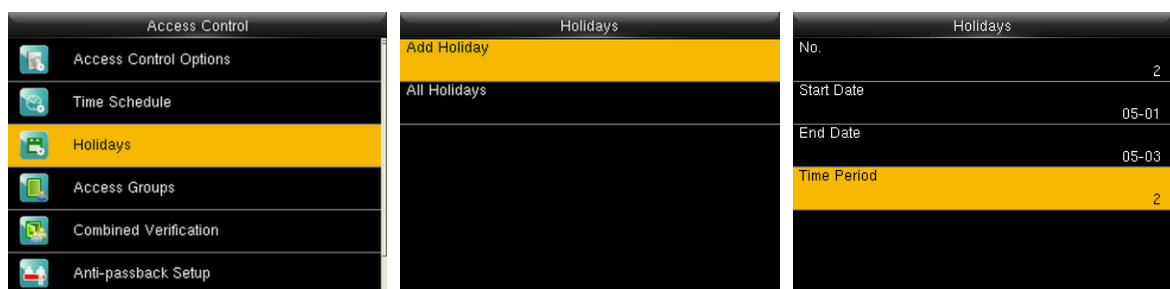 Access Control
Access Control Options
Time Schedule
Holidays
Access Groups
Combined Verification
Anti-passback Setup
Holidays
Add Holiday
All Holidays
Holidays
No.
2
Start Date
05-01
End Date
05-03
Time Period
2